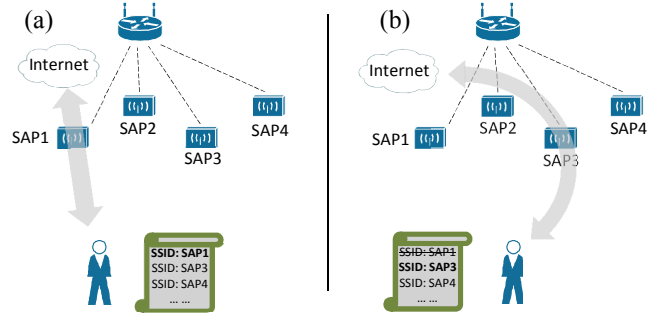 (a)
Internet
SAP1
SAP2
SAP3
SAP4
SSID: SAP1
SSID: SAP3
SSID: SAP4
... ...
(b)
Internet
SAP1
SAP2
SAP3
SAP4
SSID: SAP1
SSID: SAP3
SSID: SAP4
... ...